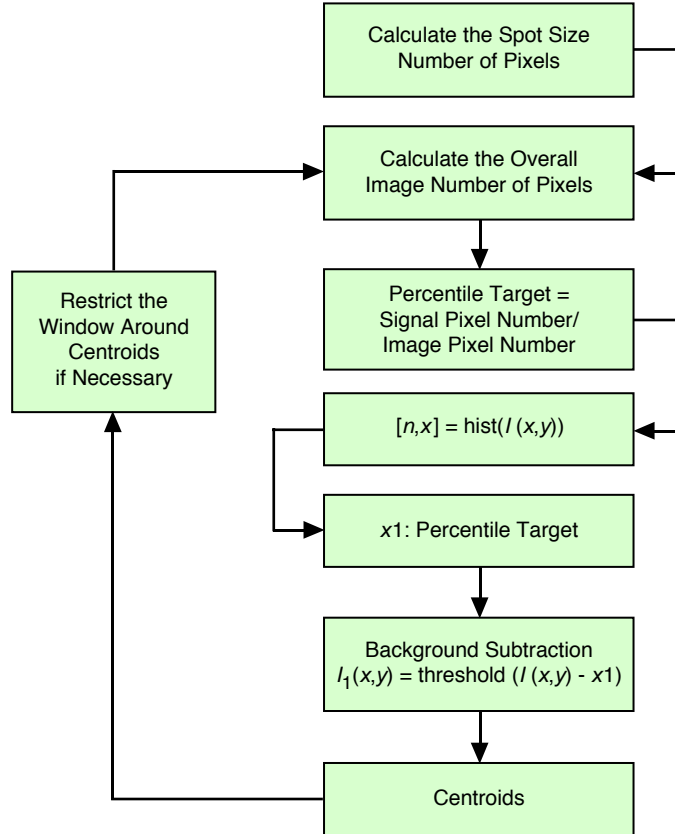 Calculate the Spot Size
Number of Pixels
Calculate the Overall
Image Number of Pixels
Restrict the
Window Around
Centroids
if Necessary
Percentile Target =
Signal Pixel Number/
Image Pixel Number
[n,x] = hist(I (x,y))
x1: Percentile Target
Background Subtraction
I₁(x,y) = threshold (I (x,y) - x1)
Centroids